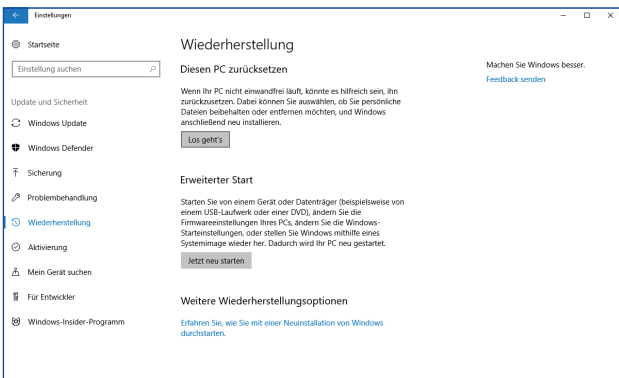 Einstellungen
Startseite
Einstellung suchen
Update und Sicherheit
Windows Update
Windows Defender
Sicherung
Problembehandlung
Wiederherstellung
Aktivierung
Mein Gerät suchen
Für Entwickler
Windows-Insider-Programm
Wiederherstellung
Diesen PC zurücksetzen
Wenn Ihr PC nicht einwandfrei läuft, könnte es hilfreich sein, ihn
zurückzusetzen. Dabei können Sie auswählen, ob Sie persönliche
Dateien beibehalten oder entfernen möchten, und Windows
anschließend neu installieren.
Los geht's
Erweiterter Start
Starten Sie von einem Gerät oder Datenträger (beispielsweise von
einem USB-Laufwerk oder einer DVD), ändern Sie die
Firmwareeinstellungen Ihres PCs, ändern Sie die Windows-
Starteinstellungen, oder stellen Sie Windows mithilfe eines
Systemimage wieder her. Dadurch wird Ihr PC neu gestartet.
Jetzt neu starten
Weitere Wiederherstellungsoptionen
Erfahren Sie, wie Sie mit einer Neuinstallation von Windows
durchstarten.
Machen Sie Windows besser.
Feedback senden